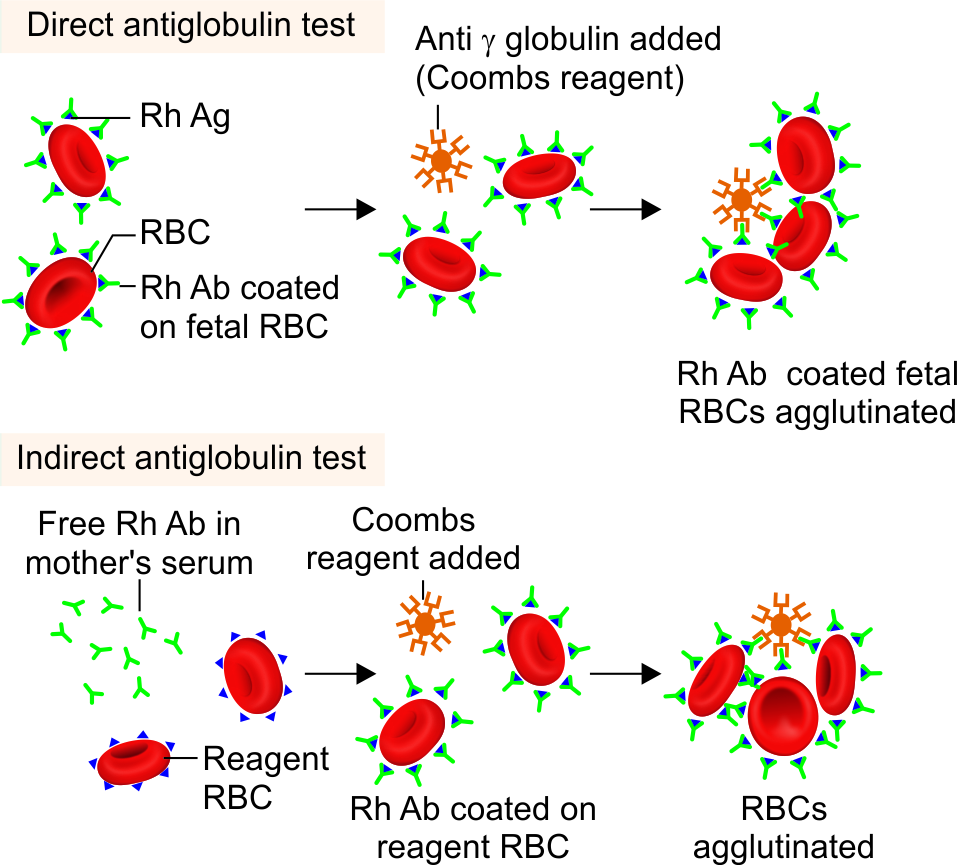 Direct antiglobulin test
Anti γ globulin added
(Coombs reagent)
Rh Ag
RBC
Rh Ab coated
on fetal RBC
Rh Ab coated fetal
RBCs agglutinated
Indirect antiglobulin test
Free Rh Ab in
mother's serum
Coombs
reagent added
Reagent
RBC
Rh Ab coated on
reagent RBC
RBCs
agglutinated